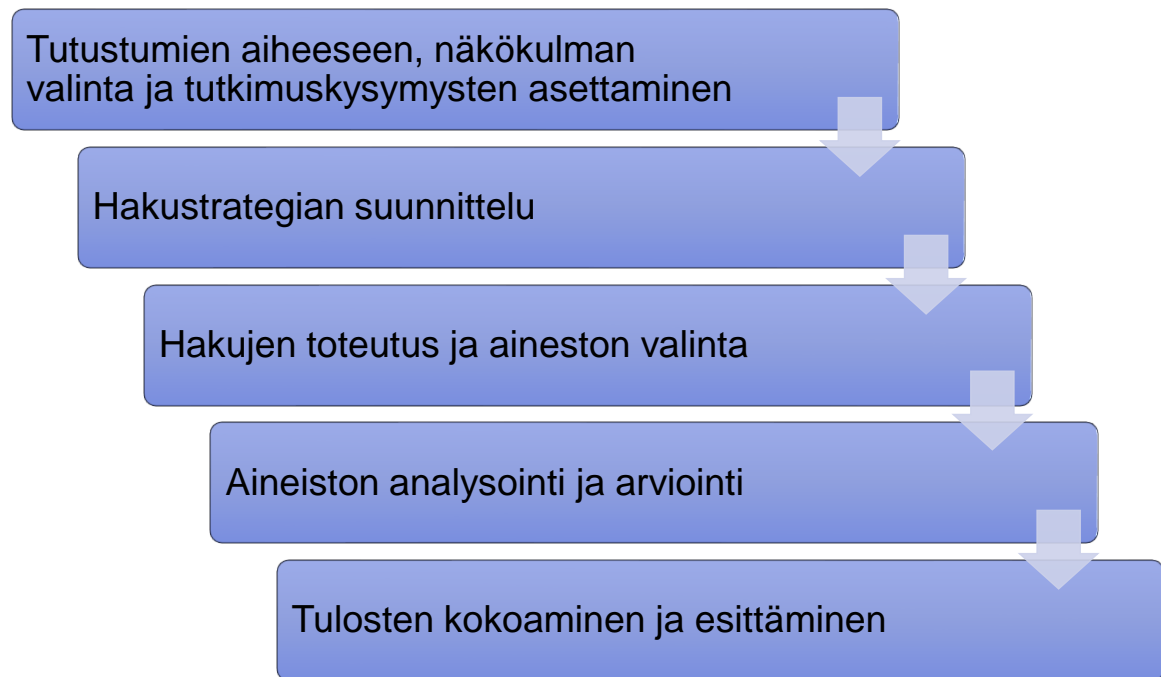 Tutustumien aiheeseen, näkökulman
valinta ja tutkimuskysymysten asettaminen
Hakustrategian suunnittelu
Hakujen toteutus ja aineston valinta
Aineiston analysointi ja arviointi
Tulosten kokoaminen ja esittäminen